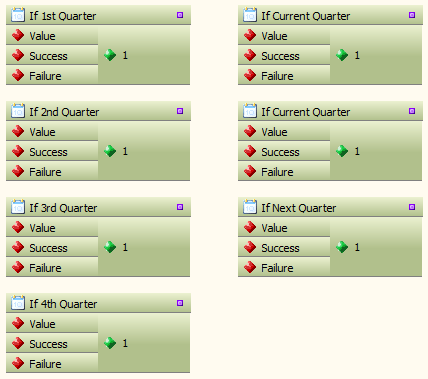 If 1st Quarter
Value
Success
1
Failure
If 2nd Quarter
Value
Success
1
Failure
If 3rd Quarter
Value
Success
1
Failure
If 4th Quarter
Value
Success
1
Failure
If Current Quarter
Value
Success
1
Failure
If Current Quarter
Value
Success
1
Failure
If Next Quarter
Value
Success
1
Failure